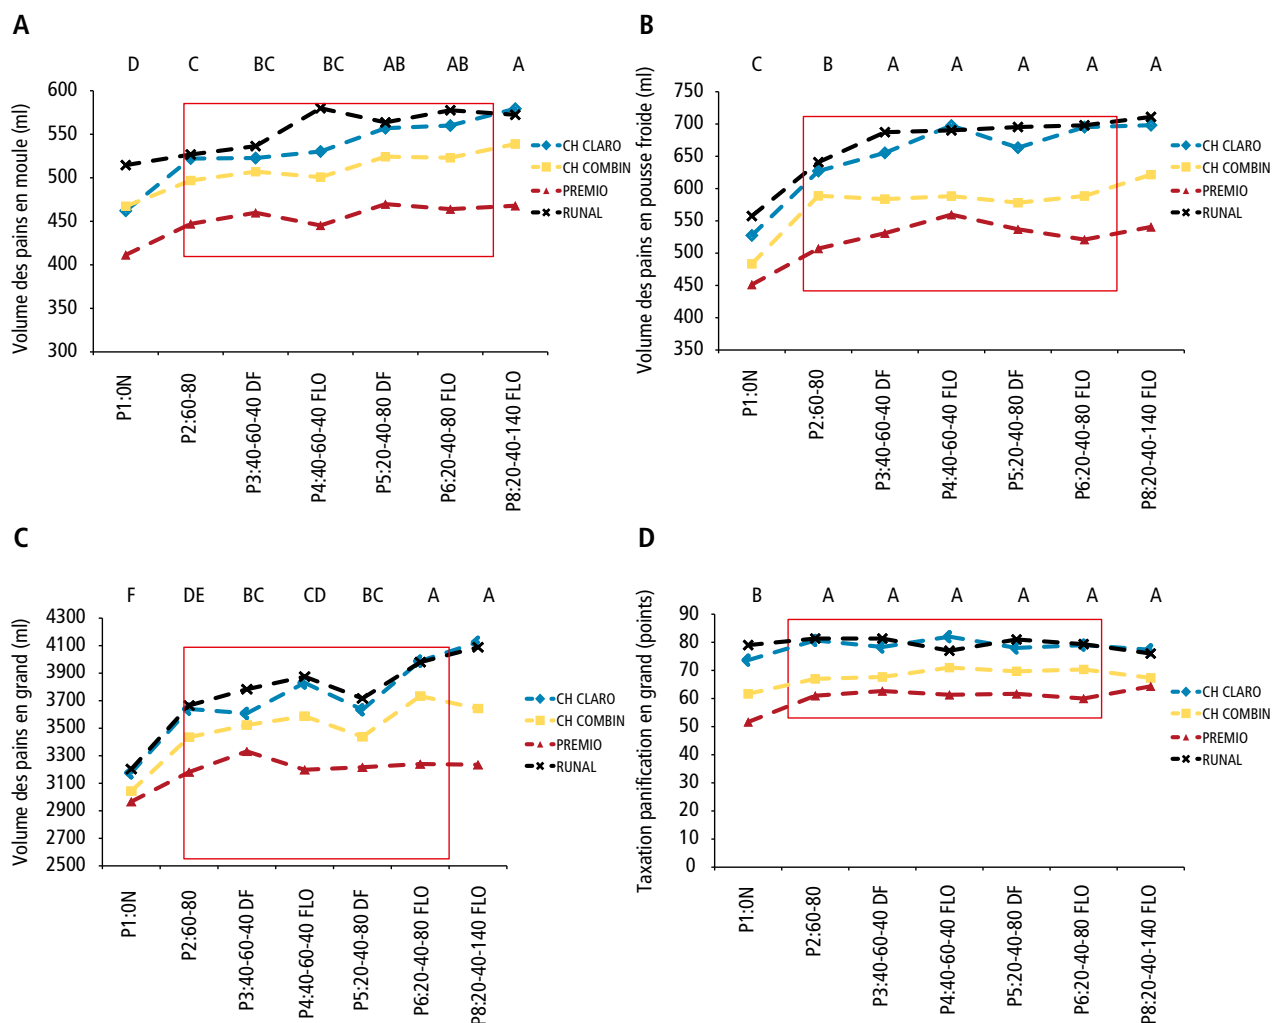 A
D C BC BC AB AB A
Volume des pains en moule (ml)
600
550
500
450
400
350
300
CH CLARO
CH COMBIN
PREMIO
RUNAL
P1:0N
P2:60-80
P3:40-60-40 DF
P4:40-60-40 FLO
P5:20-40-80 DF
P6:20-40-80 FLO
P8:20-40-140 FLO
B
C B A A A A A
Volume des pains en pousse froide (ml)
750
700
650
600
550
500
450
400
350
CH CLARO
CH COMBIN
PREMIO
RUNAL
P1:0N
P2:60-80
P3:40-60-40 DF
P4:40-60-40 FLO
P5:20-40-80 DF
P6:20-40-80 FLO
P8:20-40-140 FLO
C
F DE BC CD BC A A
Volume des pains en grand (ml)
4300
4100
3900
3700
3500
3300
3100
2900
2700
2500
CH CLARO
CH COMBIN
PREMIO
RUNAL
P1:0N
P2:60-80
P3:40-60-40 DF
P4:40-60-40 FLO
P5:20-40-80 DF
P6:20-40-80 FLO
P8:20-40-140 FLO
D
B A A A A A A
Taxation panification en grand (points)
90
80
70
60
50
40
30
20
10
0
CH CLARO
CH COMBIN
PREMIO
RUNAL
P1:0N
P2:60-80
P3:40-60-40 DF
P4:40-60-40 FLO
P5:20-40-80 DF
P6:20-40-80 FLO
P8:20-40-140 FLO